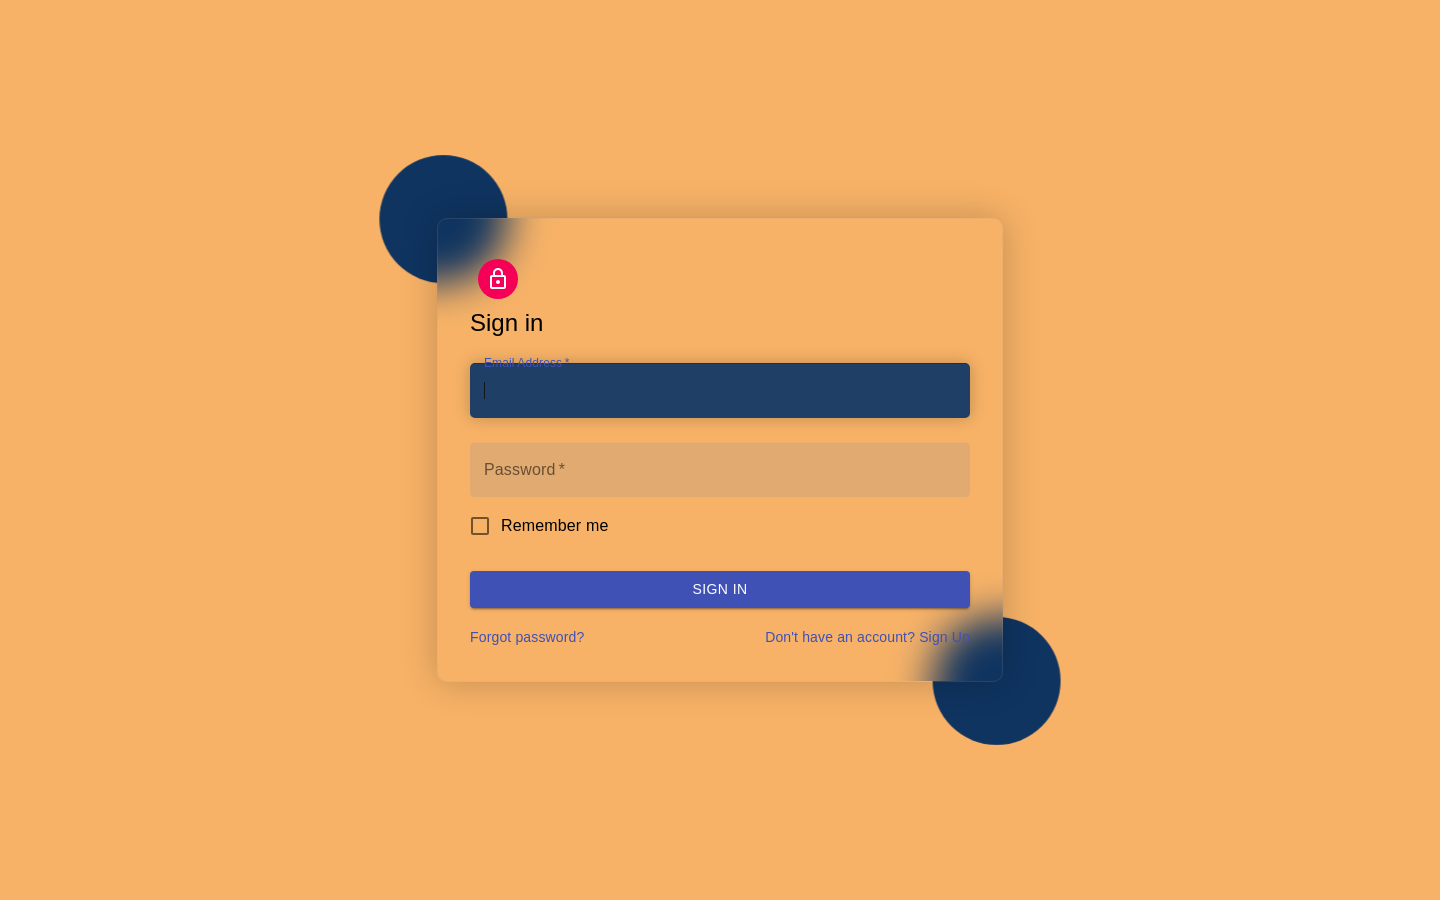 Sign in
Email Address *
Password *
Remember me
SIGN IN
Forgot password?
Don't have an account? Sign Up